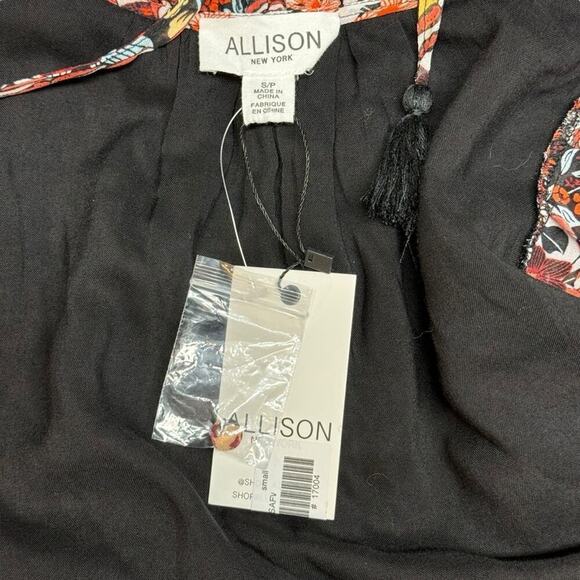 ALLISON
NEW YORK
S/P
MADE IN
CHINA
FABRIQUE
EN CHINE
ALLISON
small
# 17004